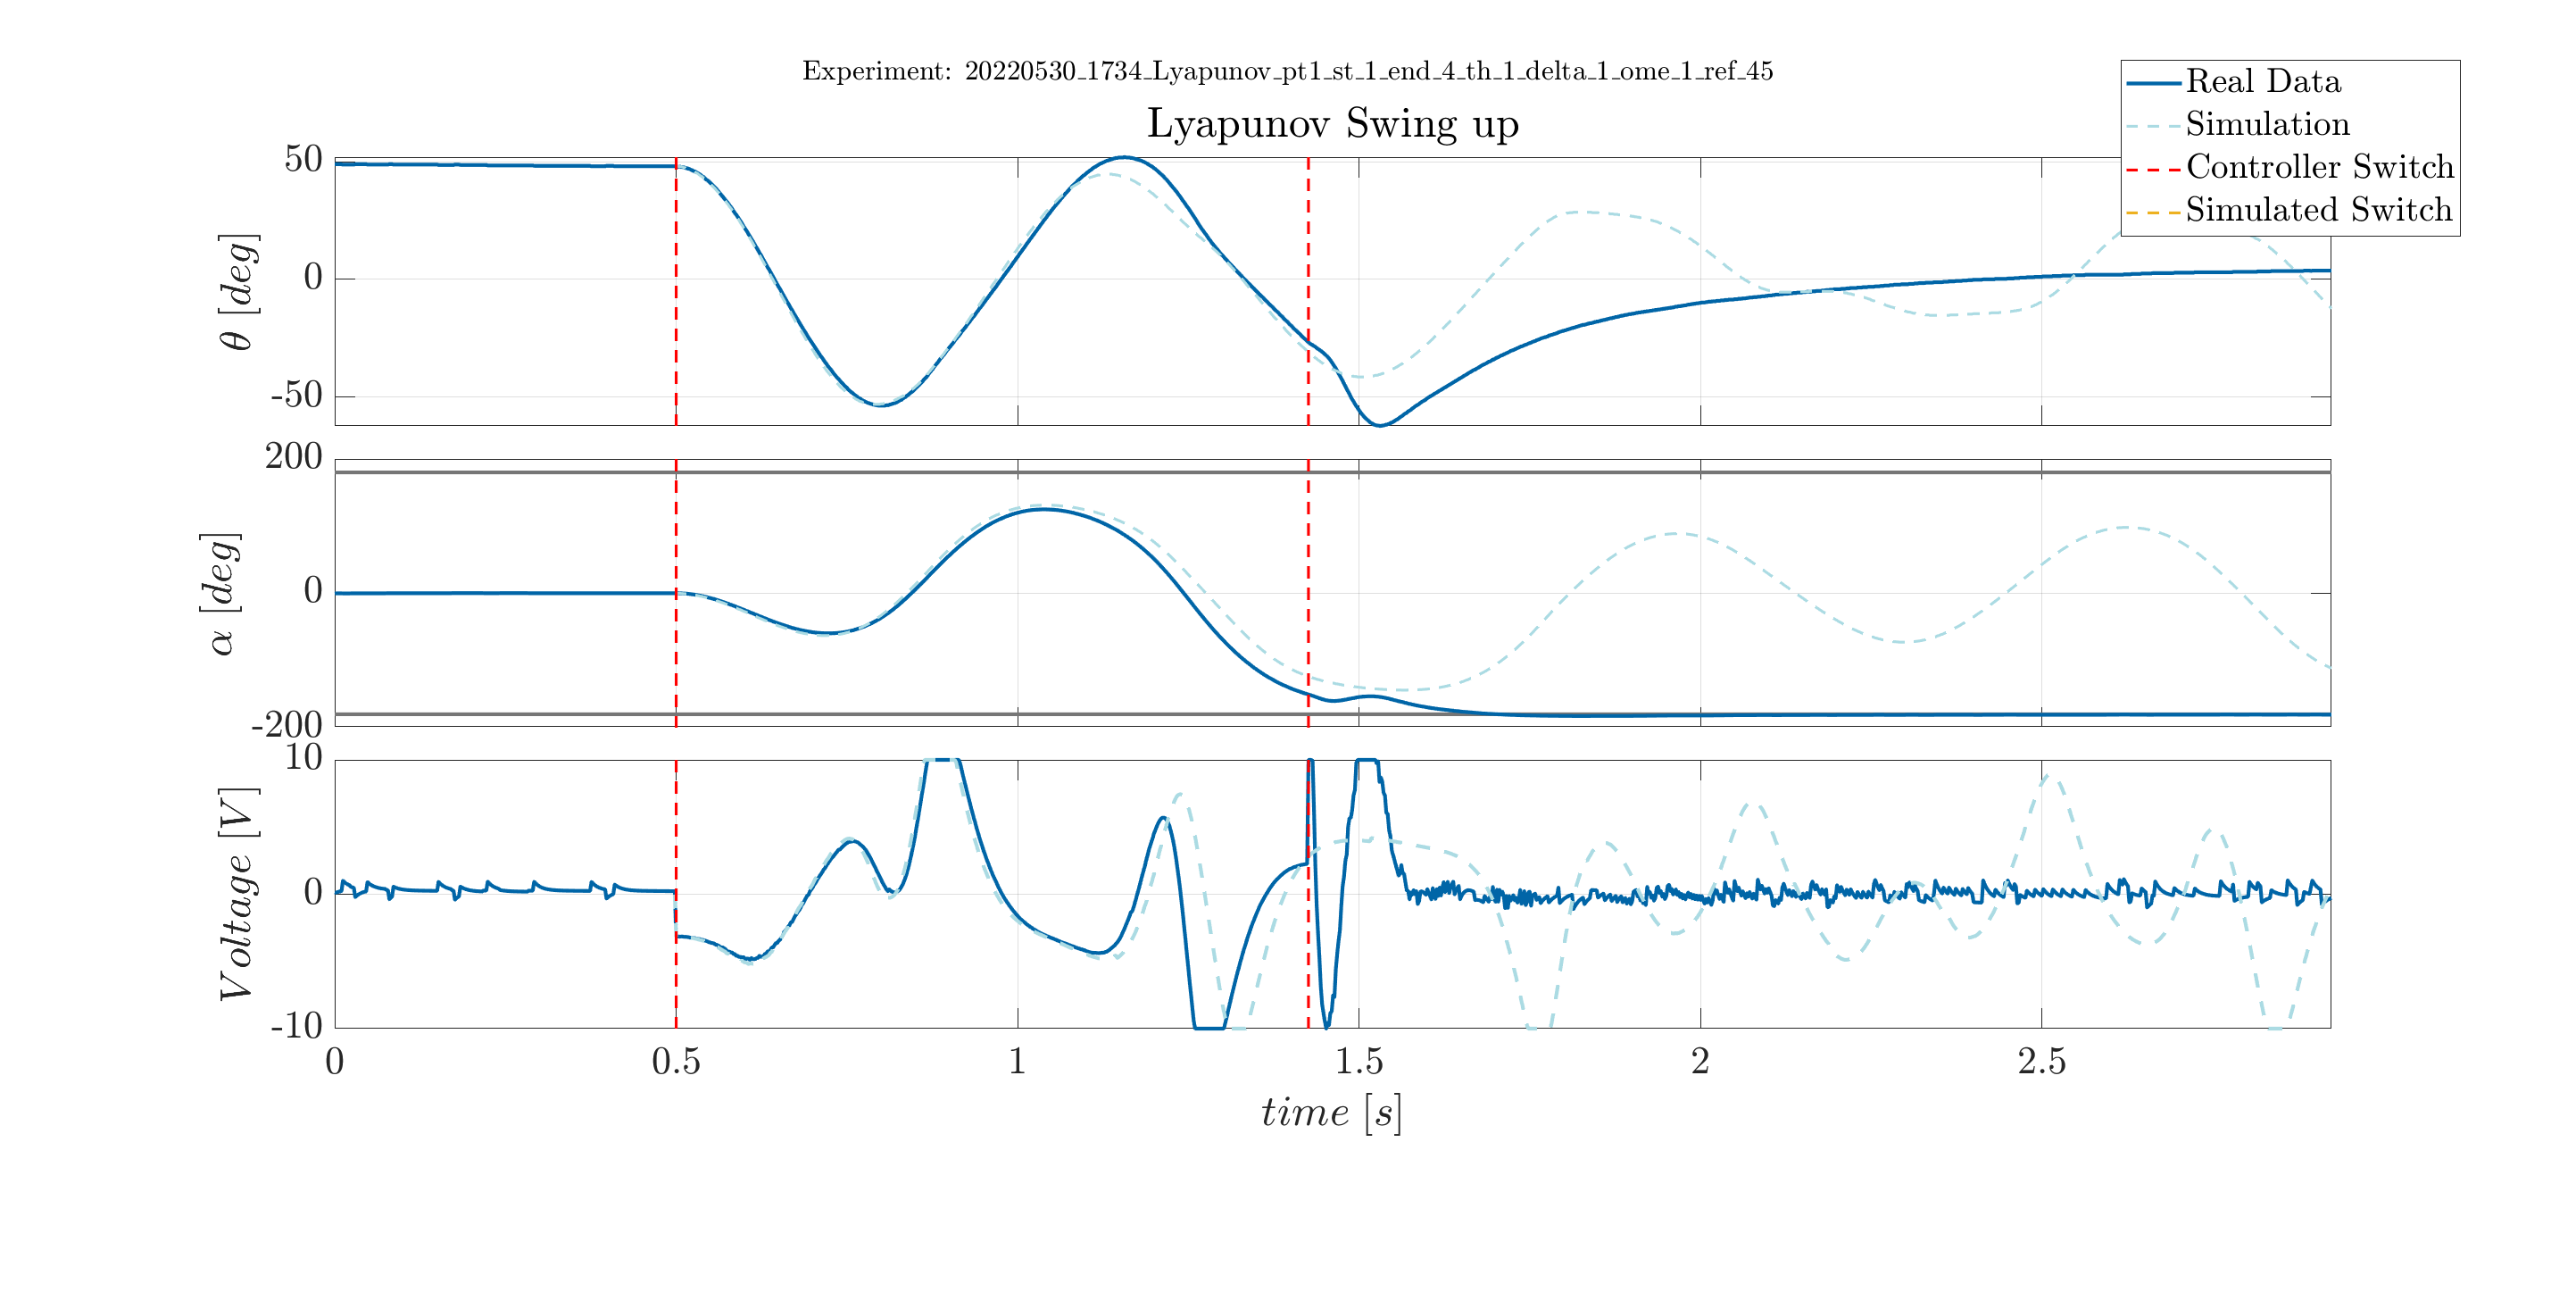 Experiment: 20220530_1734_Lyapunov_pt1_st_1_end_4_th_1_delta_1_ome_1_ref_45
Lyapunov Swing up
Real Data
Simulation
Controller Switch
Simulated Switch
50
0
-50
θ [deg]
200
0
-200
α [deg]
10
0
-10
Voltage [V]
0
0.5
1
1.5
2
2.5
time [s]